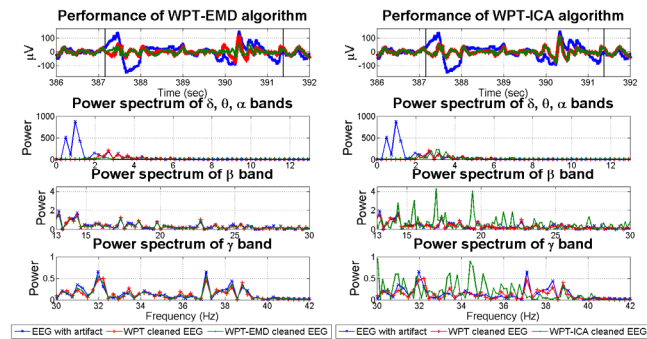 Performance of WPT-EMD algorithm
μV
100
0
-100
386 387 388 389 390 391 392
Time (sec)
Power spectrum of δ, θ, α bands
Power
1000
500
0
0 2 4 6 8 10 12
Power spectrum of β band
Power
4
2
0
13 15 20 25 30
Power spectrum of γ band
Power
1
0.5
0
30 32 34 36 38 40 42
Frequency (Hz)
EEG with artifact WPT cleaned EEG WPT-EMD cleaned EEG
Performance of WPT-ICA algorithm
μV
100
0
-100
386 387 388 389 390 391 392
Time (sec)
Power spectrum of δ, θ, α bands
Power
1000
500
0
0 2 4 6 8 10 12
Power spectrum of β band
Power
4
2
0
13 15 20 25 30
Power spectrum of γ band
Power
1
0.5
0
30 32 34 36 38 40 42
Frequency (Hz)
EEG with artifact WPT cleaned EEG WPT-ICA cleaned EEG